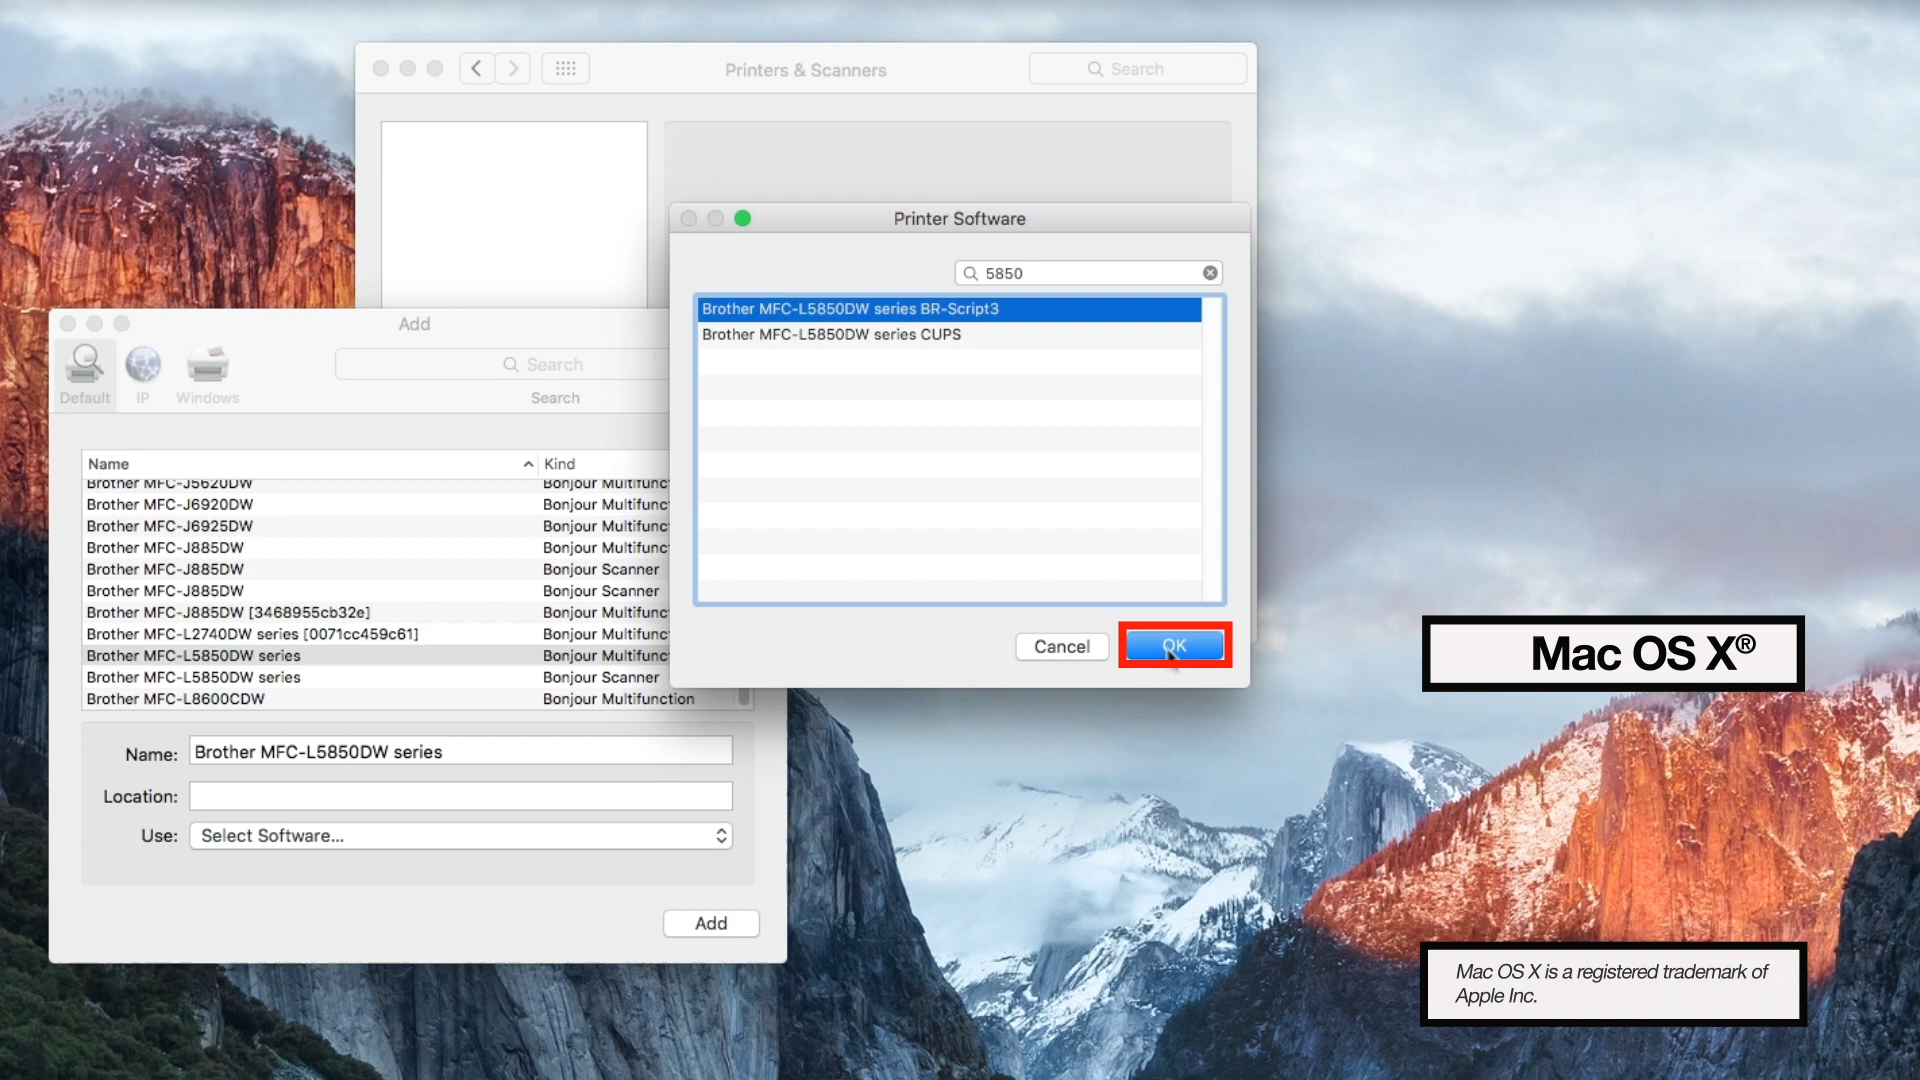 Printers & Scanners
Search
Printer Software
5850
Brother MFC-L5850DW series BR-Script3
Brother MFC-L5850DW series CUPS
Cancel
OK
Add
Default
IP
Windows
Search
Search
Name
Kind
Brother MFC-J5620DW Bonjour Multifunc
Brother MFC-J6920DW Bonjour Multifunc
Brother MFC-J6925DW Bonjour Multifunc
Brother MFC-J885DW Bonjour Multifunc
Brother MFC-J885DW Bonjour Scanner
Brother MFC-J885DW Bonjour Scanner
Brother MFC-J885DW [3468955cb32e] Bonjour Multifunc
Brother MFC-L2740DW series [0071cc459c61] Bonjour Multifunc
Brother MFC-L5850DW series Bonjour Multifunc
Brother MFC-L5850DW series Bonjour Scanner
Brother MFC-L8600CDW Bonjour Multifunction
Name: Brother MFC-L5850DW series
Location:
Use: Select Software...
Add
Mac OS X®
Mac OS X is a registered trademark of
Apple Inc.